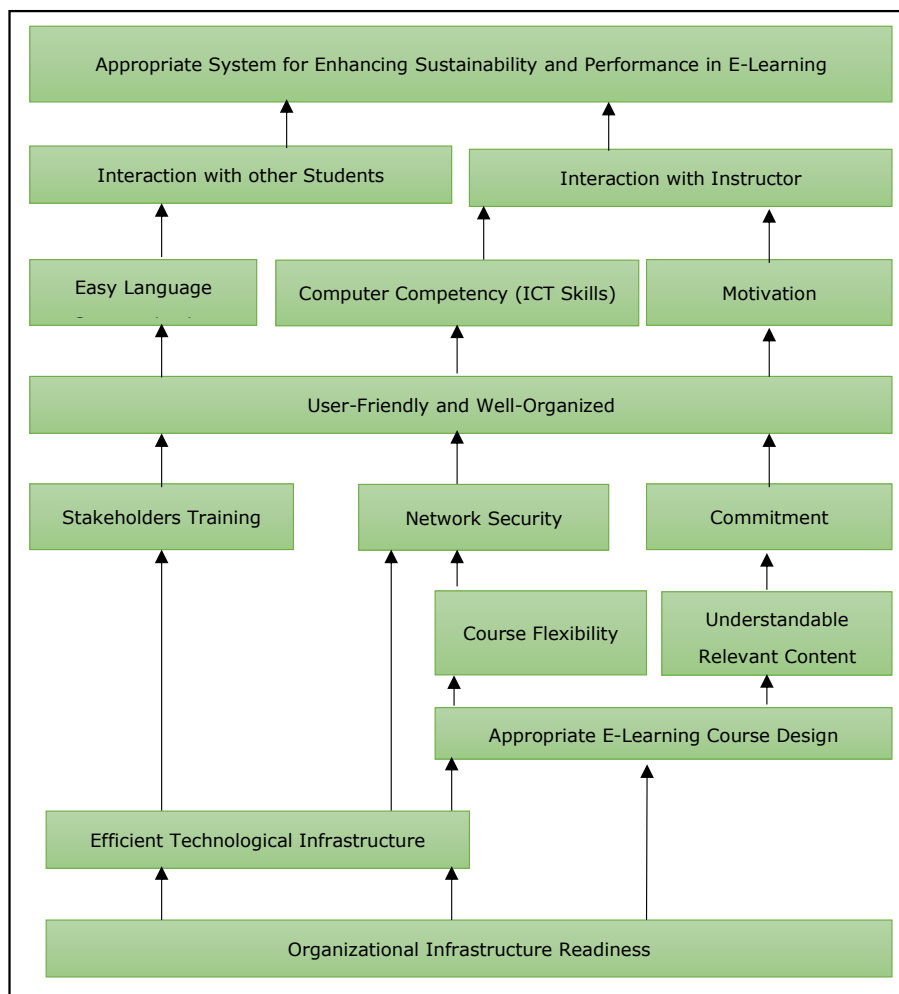 Appropriate System for Enhancing Sustainability and Performance in E-Learning
Interaction with other Students
Interaction with Instructor
Easy Language
Computer Competency (ICT Skills)
Motivation
User-Friendly and Well-Organized
Stakeholders Training
Network Security
Commitment
Course Flexibility
Understandable
Relevant Content
Appropriate E-Learning Course Design
Efficient Technological Infrastructure
Organizational Infrastructure Readiness